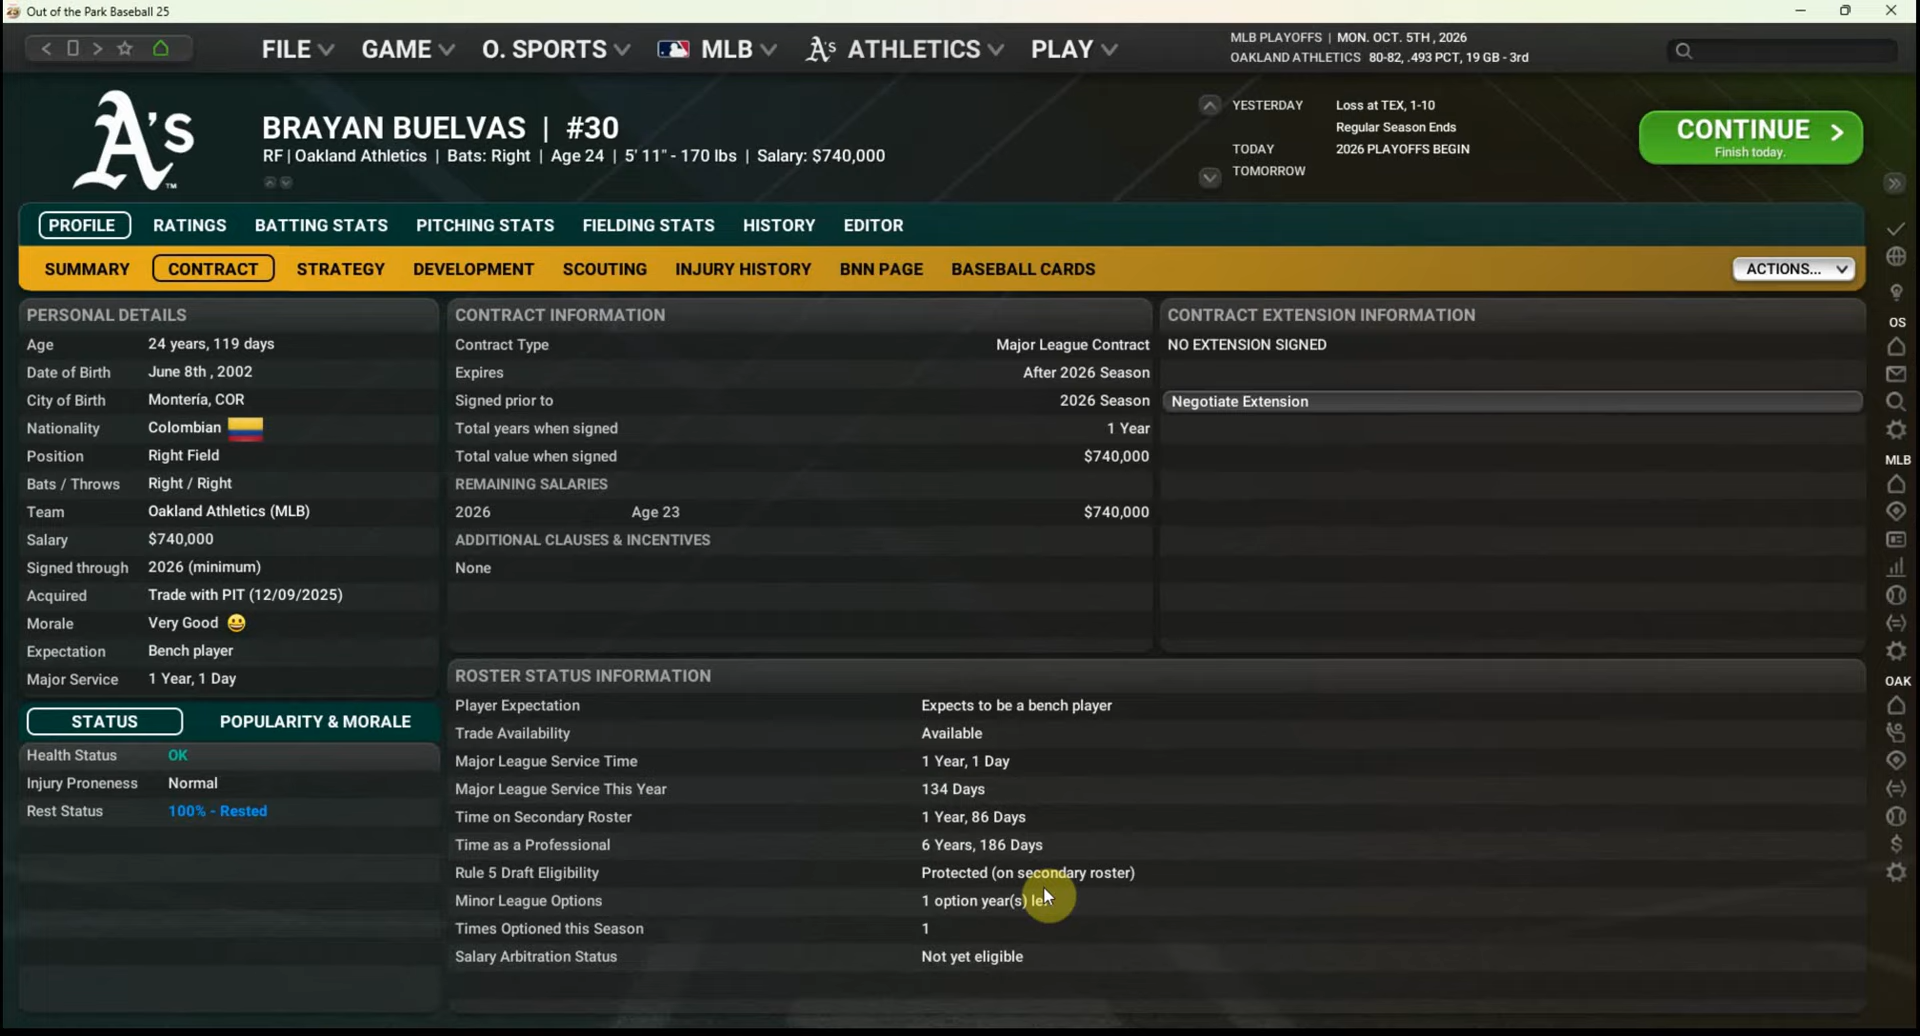 Out of the Park Baseball 25
FILE GAME O. SPORTS MLB A's ATHLETICS PLAY
MLB PLAYOFFS | MON. OCT. 5TH , 2026
OAKLAND ATHLETICS 80-82, .493 PCT, 19 GB - 3rd
A's
BRAYAN BUELVAS | #30
RF | Oakland Athletics | Bats: Right | Age 24 | 5' 11" - 170 lbs | Salary: $740,000
YESTERDAY Loss at TEX, 1-10
Regular Season Ends
TODAY 2026 PLAYOFFS BEGIN
TOMORROW
CONTINUE
Finish today.
PROFILE RATINGS BATTING STATS PITCHING STATS FIELDING STATS HISTORY EDITOR
SUMMARY CONTRACT STRATEGY DEVELOPMENT SCOUTING INJURY HISTORY BNN PAGE BASEBALL CARDS ACTIONS...
PERSONAL DETAILS
Age 24 years, 119 days
Date of Birth June 8th , 2002
City of Birth Montería, COR
Nationality Colombian
Position Right Field
Bats / Throws Right / Right
Team Oakland Athletics (MLB)
Salary $740,000
Signed through 2026 (minimum)
Acquired Trade with PIT (12/09/2025)
Morale Very Good
Expectation Bench player
Major Service 1 Year, 1 Day
STATUS POPULARITY & MORALE
Health Status OK
Injury Proneness Normal
Rest Status 100% - Rested
CONTRACT INFORMATION
Contract Type Major League Contract
Expires After 2026 Season
Signed prior to 2026 Season
Total years when signed 1 Year
Total value when signed $740,000
REMAINING SALARIES
2026 Age 23 $740,000
ADDITIONAL CLAUSES & INCENTIVES
None
CONTRACT EXTENSION INFORMATION
NO EXTENSION SIGNED
Negotiate Extension
ROSTER STATUS INFORMATION
Player Expectation Expects to be a bench player
Trade Availability Available
Major League Service Time 1 Year, 1 Day
Major League Service This Year 134 Days
Time on Secondary Roster 1 Year, 86 Days
Time as a Professional 6 Years, 186 Days
Rule 5 Draft Eligibility Protected (on secondary roster)
Minor League Options 1 option year(s)
Times Optioned this Season 1
Salary Arbitration Status Not yet eligible
OS
MLB
OAK